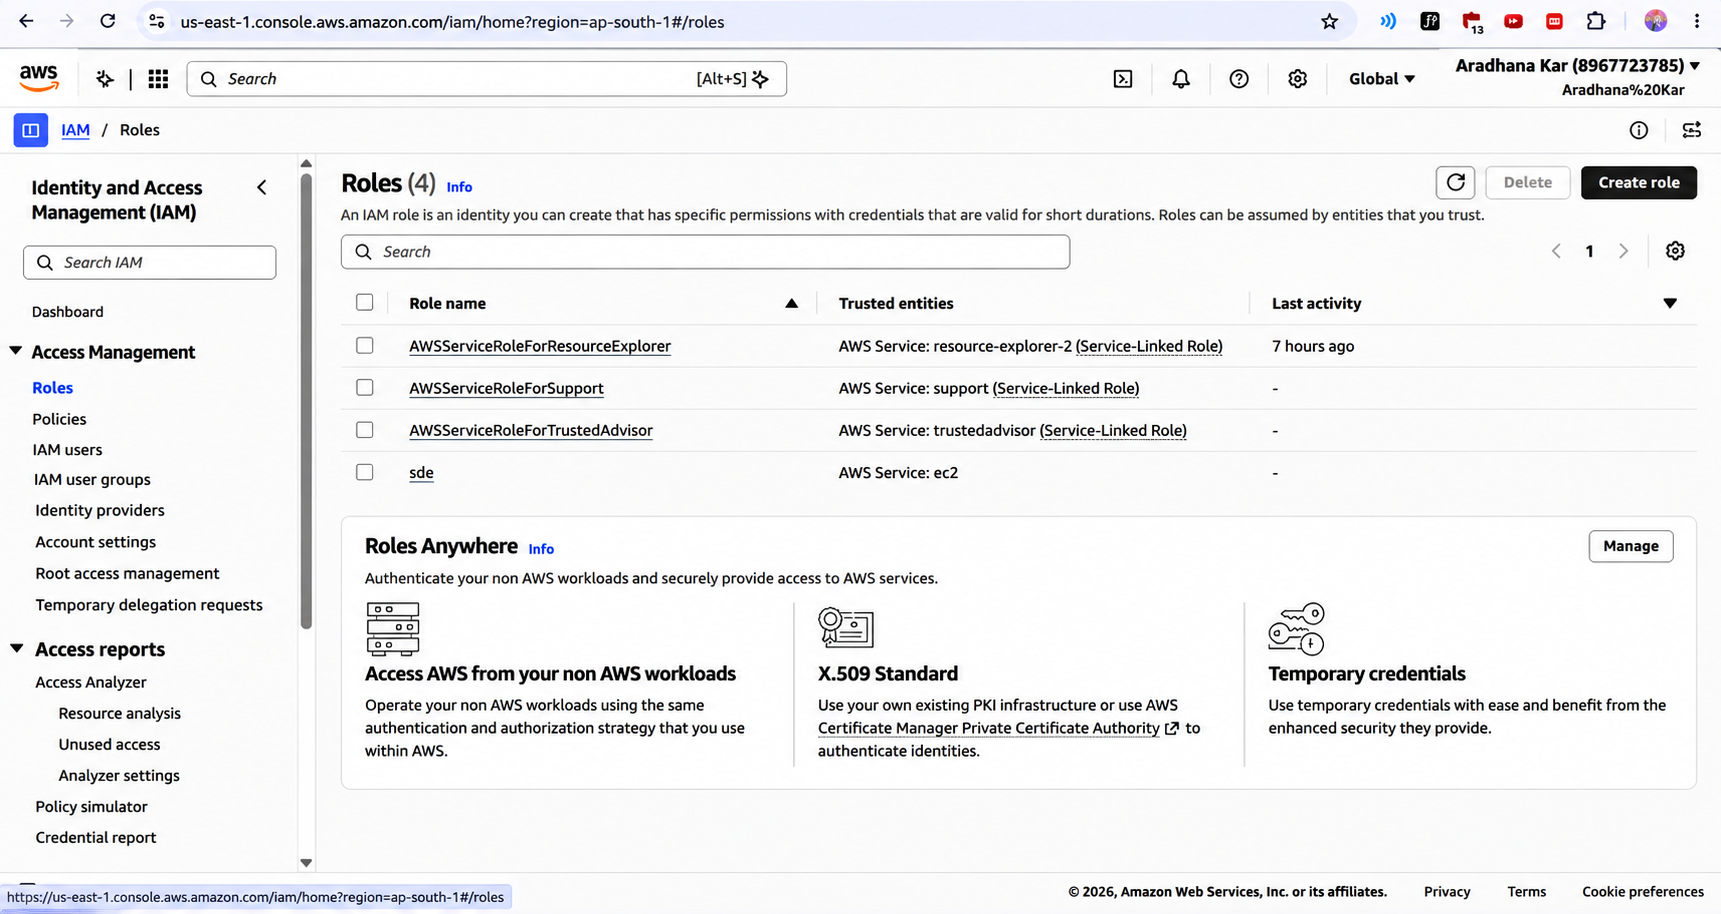 us-east-1.console.aws.amazon.com/iam/home?region=ap-south-1#/roles
13
aws
Search [Alt+S]
Global
Aradhana Kar (8967723785)
Aradhana%20Kar
IAM / Roles
Identity and Access
Management (IAM)
Search IAM
Dashboard
Access Management
Roles
Policies
IAM users
IAM user groups
Identity providers
Account settings
Root access management
Temporary delegation requests
Access reports
Access Analyzer
Resource analysis
Unused access
Analyzer settings
Policy simulator
Credential report
Roles (4) Info
Delete
Create role
An IAM role is an identity you can create that has specific permissions with credentials that are valid for short durations. Roles can be assumed by entities that you trust.
Search
1
Role name Trusted entities Last activity
AWSServiceRoleForResourceExplorer AWS Service: resource-explorer-2 (Service-Linked Role) 7 hours ago
AWSServiceRoleForSupport AWS Service: support (Service-Linked Role) -
AWSServiceRoleForTrustedAdvisor AWS Service: trustedadvisor (Service-Linked Role) -
sde AWS Service: ec2 -
Roles Anywhere Info
Manage
Authenticate your non AWS workloads and securely provide access to AWS services.
Access AWS from your non AWS workloads
Operate your non AWS workloads using the same
authentication and authorization strategy that you use
within AWS.
X.509 Standard
Use your own existing PKI infrastructure or use AWS
Certificate Manager Private Certificate Authority to
authenticate identities.
Temporary credentials
Use temporary credentials with ease and benefit from the
enhanced security they provide.
https://us-east-1.console.aws.amazon.com/iam/home?region=ap-south-1#/roles
© 2026, Amazon Web Services, Inc. or its affiliates. Privacy Terms Cookie preferences